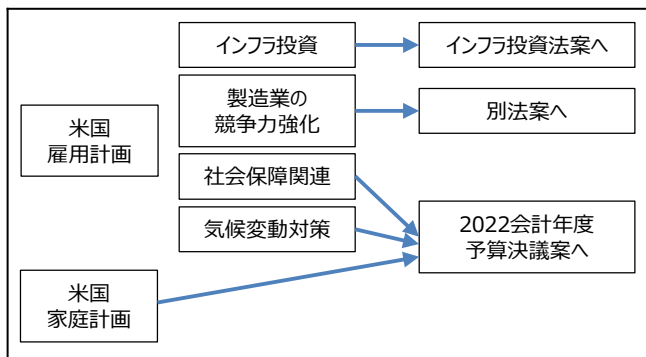 インフラ投資
インフラ投資法案へ
製造業の
競争力強化
別法案へ
米国
雇用計画
社会保障関連
気候変動対策
2022会計年度
予算決議案へ
米国
家庭計画